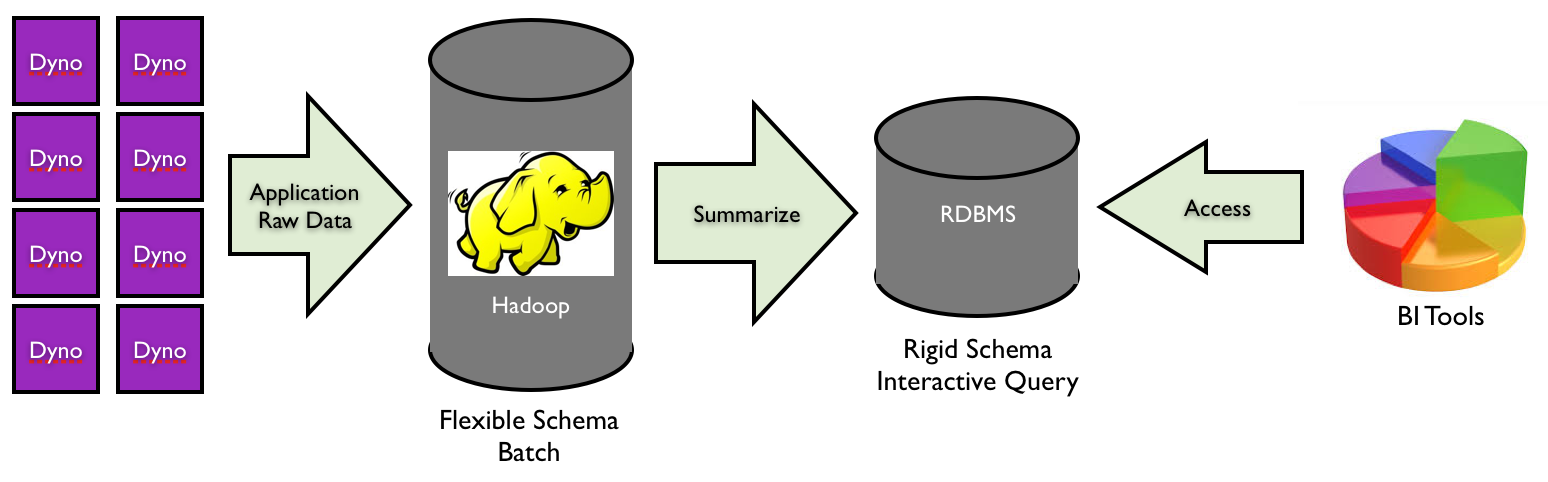 Dyno
Dyno
Dyno
Dyno
Dyno
Dyno
Dyno
Dyno
Application
Raw Data
Hadoop
Flexible Schema
Batch
Summarize
RDBMS
Rigid Schema
Interactive Query
Access
BI Tools